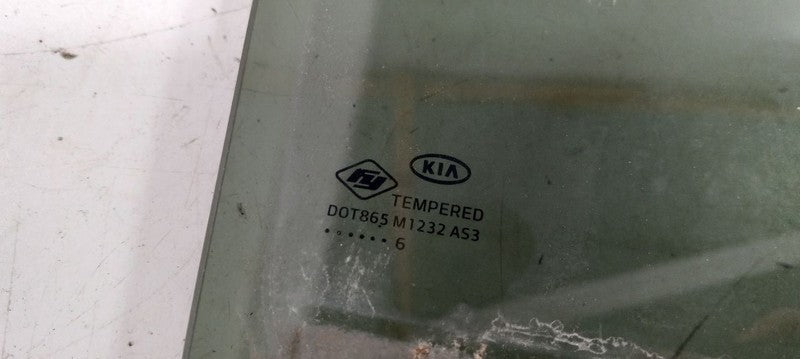 KIA
TEMPERED
DOT865 M1232 AS3
•◦••••• 6